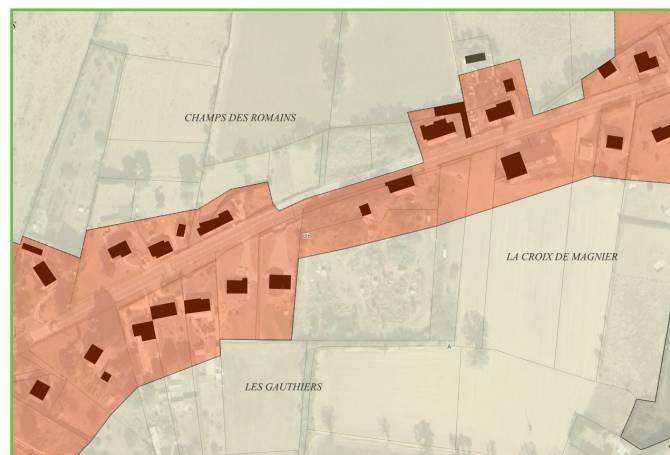 S
CHAMPS DES ROMAINS
LA CROIX DE MAGNIER
A
LES GAUTHIERS